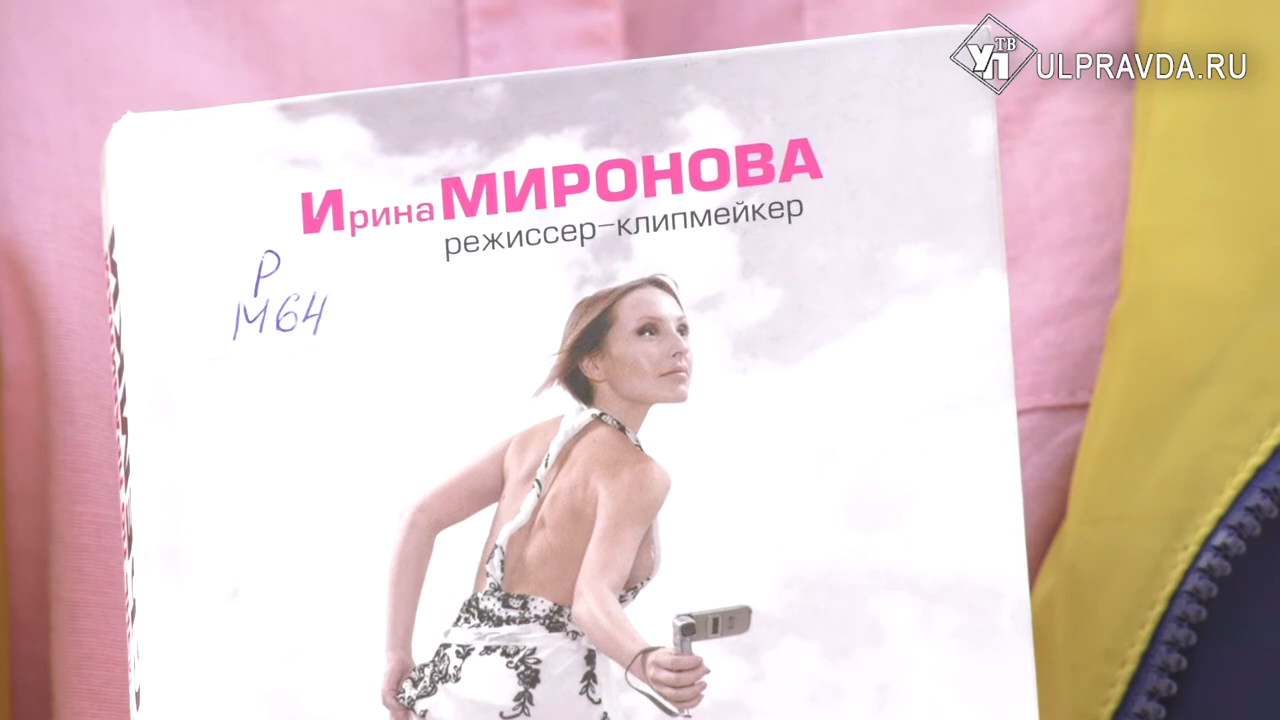 УП ТВ
ULPRAVDA.RU
Ирина МИРОНОВА
режиссер-клипмейкер
Р
М64